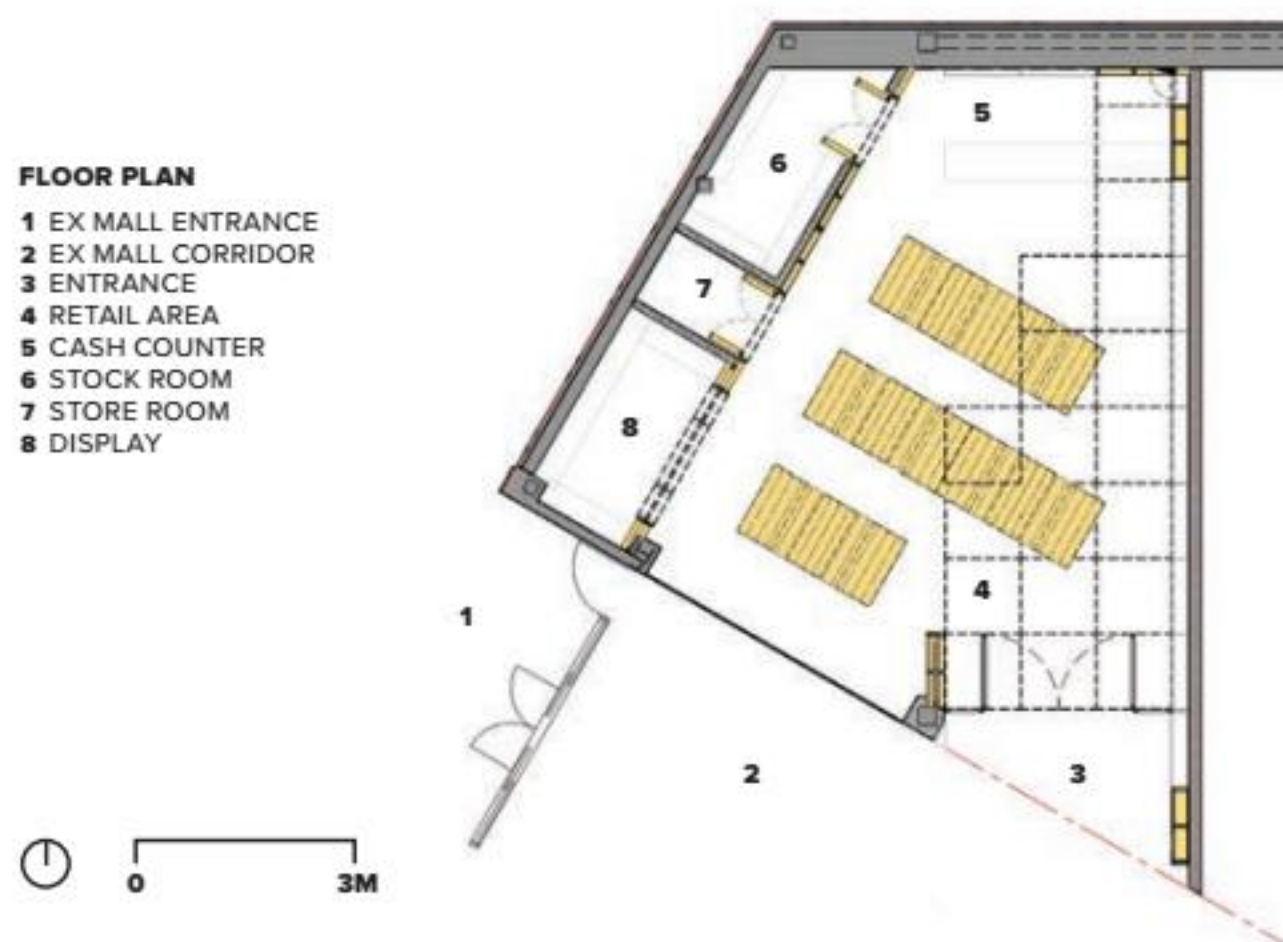 FLOOR PLAN
1 EX MALL ENTRANCE
2 EX MALL CORRIDOR
3 ENTRANCE
4 RETAIL AREA
5 CASH COUNTER
6 STOCK ROOM
7 STORE ROOM
8 DISPLAY
5
6
7
8
4
1
2
3
0 3M